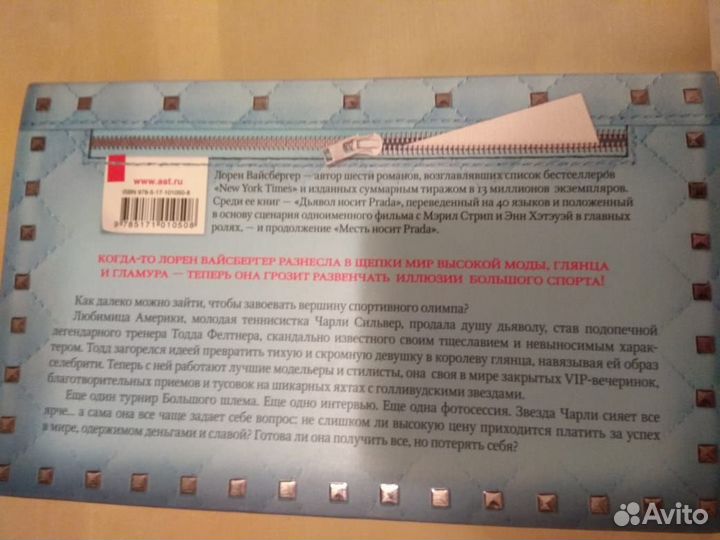 www.ast.ru
ISBN 978-5-17-101050-8
9 785171 010508
Лорен Вайсбергер — автор шести романов, возглавлявших список бестселлеров
«New York Times» и изданных суммарным тиражом в 13 миллионов экземпляров.
Среди ее книг — «Дьявол носит Prada», переведенный на 40 языков и положенный
в основу сценария одноименного фильма с Мэрил Стрип и Энн Хэтэуэй в главных
ролях, — и продолжение «Месть носит Prada».
КОГДА-ТО ЛОРЕН ВАЙСБЕРГЕР РАЗНЕСЛА В ЩЕПКИ МИР ВЫСОКОЙ МОДЫ, ГЛЯНЦА
И ГЛАМУРА — ТЕПЕРЬ ОНА ГРОЗИТ РАЗВЕНЧАТЬ ИЛЛЮЗИИ БОЛЬШОГО СПОРТА!
Как далеко можно зайти, чтобы завоевать вершину спортивного олимпа?
Любимица Америки, молодая теннисистка Чарли Сильвер, продала душу дьяволу, став подопечной
легендарного тренера Тодда Фелтнера, скандально известного своим тщеславием и невыносимым харак-
тером. Тодд загорелся идеей превратить тихую и скромную девушку в королеву глянца, навязывая ей образ
селебрити. Теперь с ней работают лучшие модельеры и стилисты, она своя в мире закрытых VIP-вечеринок,
благотворительных приемов и тусовок на шикарных яхтах с голливудскими звездами.
Еще один турнир Большого шлема. Еще одно интервью. Еще одна фотосессия. Звезда Чарли сияет все
ярче... а сама она все чаще задает себе вопрос: не слишком ли высокую цену приходится платить за успех
в мире, одержимом деньгами и славой? Готова ли она получить все, но потерять себя?
Avito